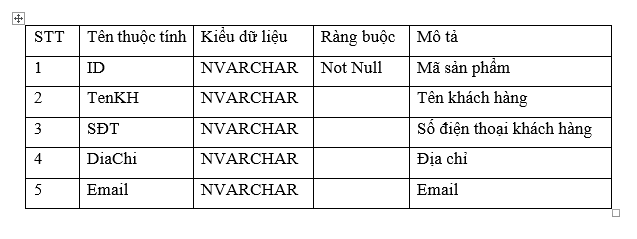 STT Tên thuộc tính Kiểu dữ liệu Ràng buộc Mô tả
1 ID NVARCHAR Not Null Mã sản phẩm
2 TenKH NVARCHAR Tên khách hàng
3 SĐT NVARCHAR Số điện thoại khách hàng
4 DiaChi NVARCHAR Địa chỉ
5 Email NVARCHAR Email